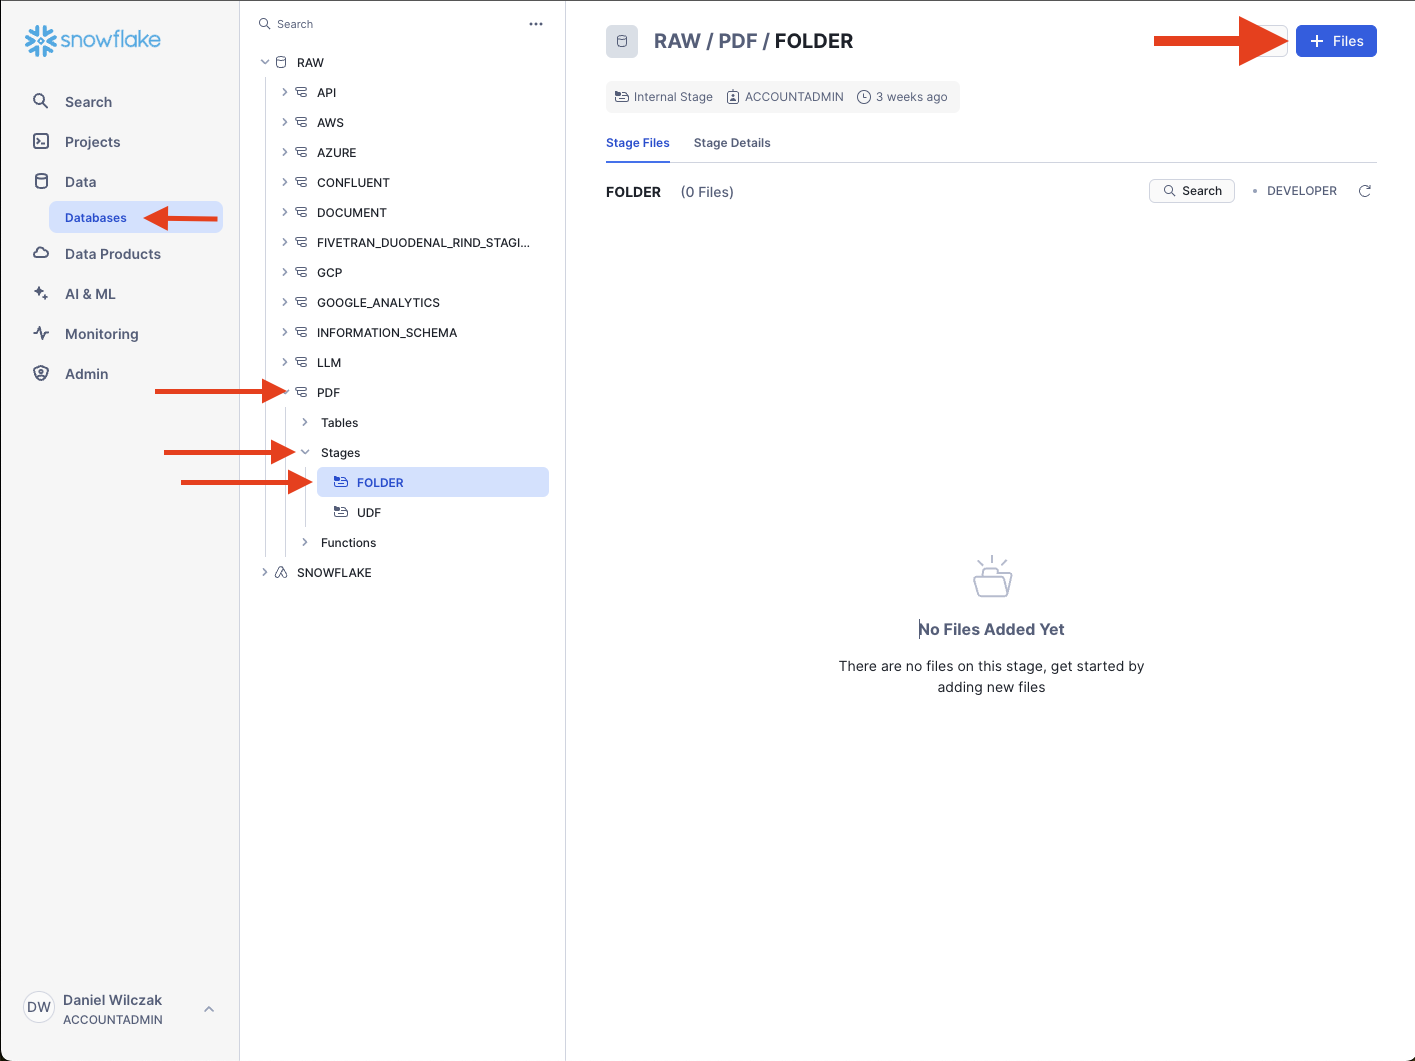 snowflake
Search
Projects
Data
Databases
Data Products
AI & ML
Monitoring
Admin
DW
Daniel Wilczak
ACCOUNTADMIN
Search
RAW
API
AWS
AZURE
CONFLUENT
DOCUMENT
FIVETRAN_DUODENAL_RIND_STAGI...
GCP
GOOGLE_ANALYTICS
INFORMATION_SCHEMA
LLM
PDF
Tables
Stages
FOLDER
UDF
Functions
SNOWFLAKE
RAW / PDF / FOLDER
+ Files
Internal Stage ACCOUNTADMIN 3 weeks ago
Stage Files Stage Details
FOLDER (0 Files)
Search • DEVELOPER
No Files Added Yet
There are no files on this stage, get started by
adding new files